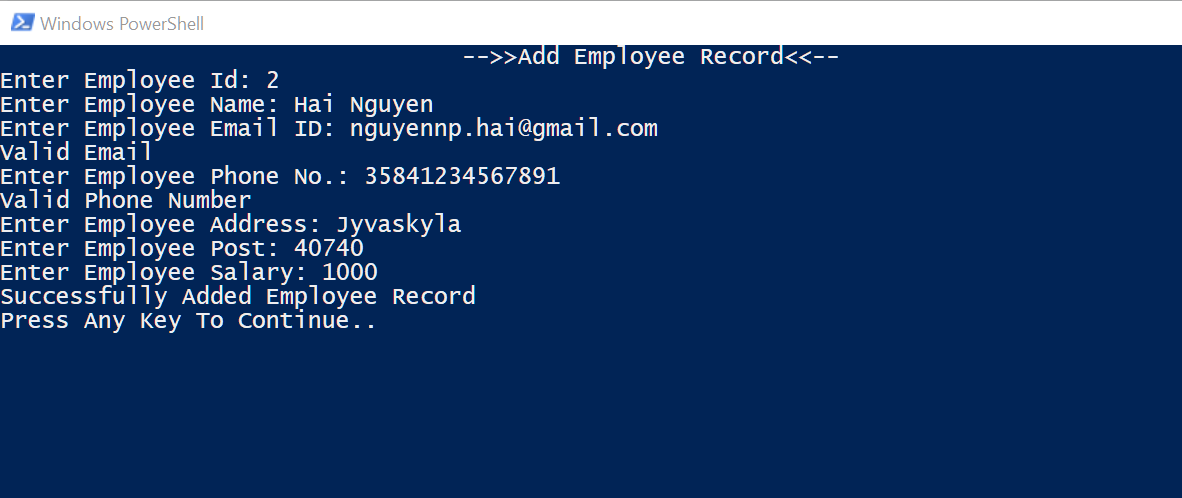 Windows PowerShell
-->>Add Employee Record<<--
Enter Employee Id: 2
Enter Employee Name: Hai Nguyen
Enter Employee Email ID: nguyennp.hai@gmail.com
Valid Email
Enter Employee Phone No.: 35841234567891
Valid Phone Number
Enter Employee Address: Jyvaskyla
Enter Employee Post: 40740
Enter Employee Salary: 1000
Successfully Added Employee Record
Press Any Key To Continue..